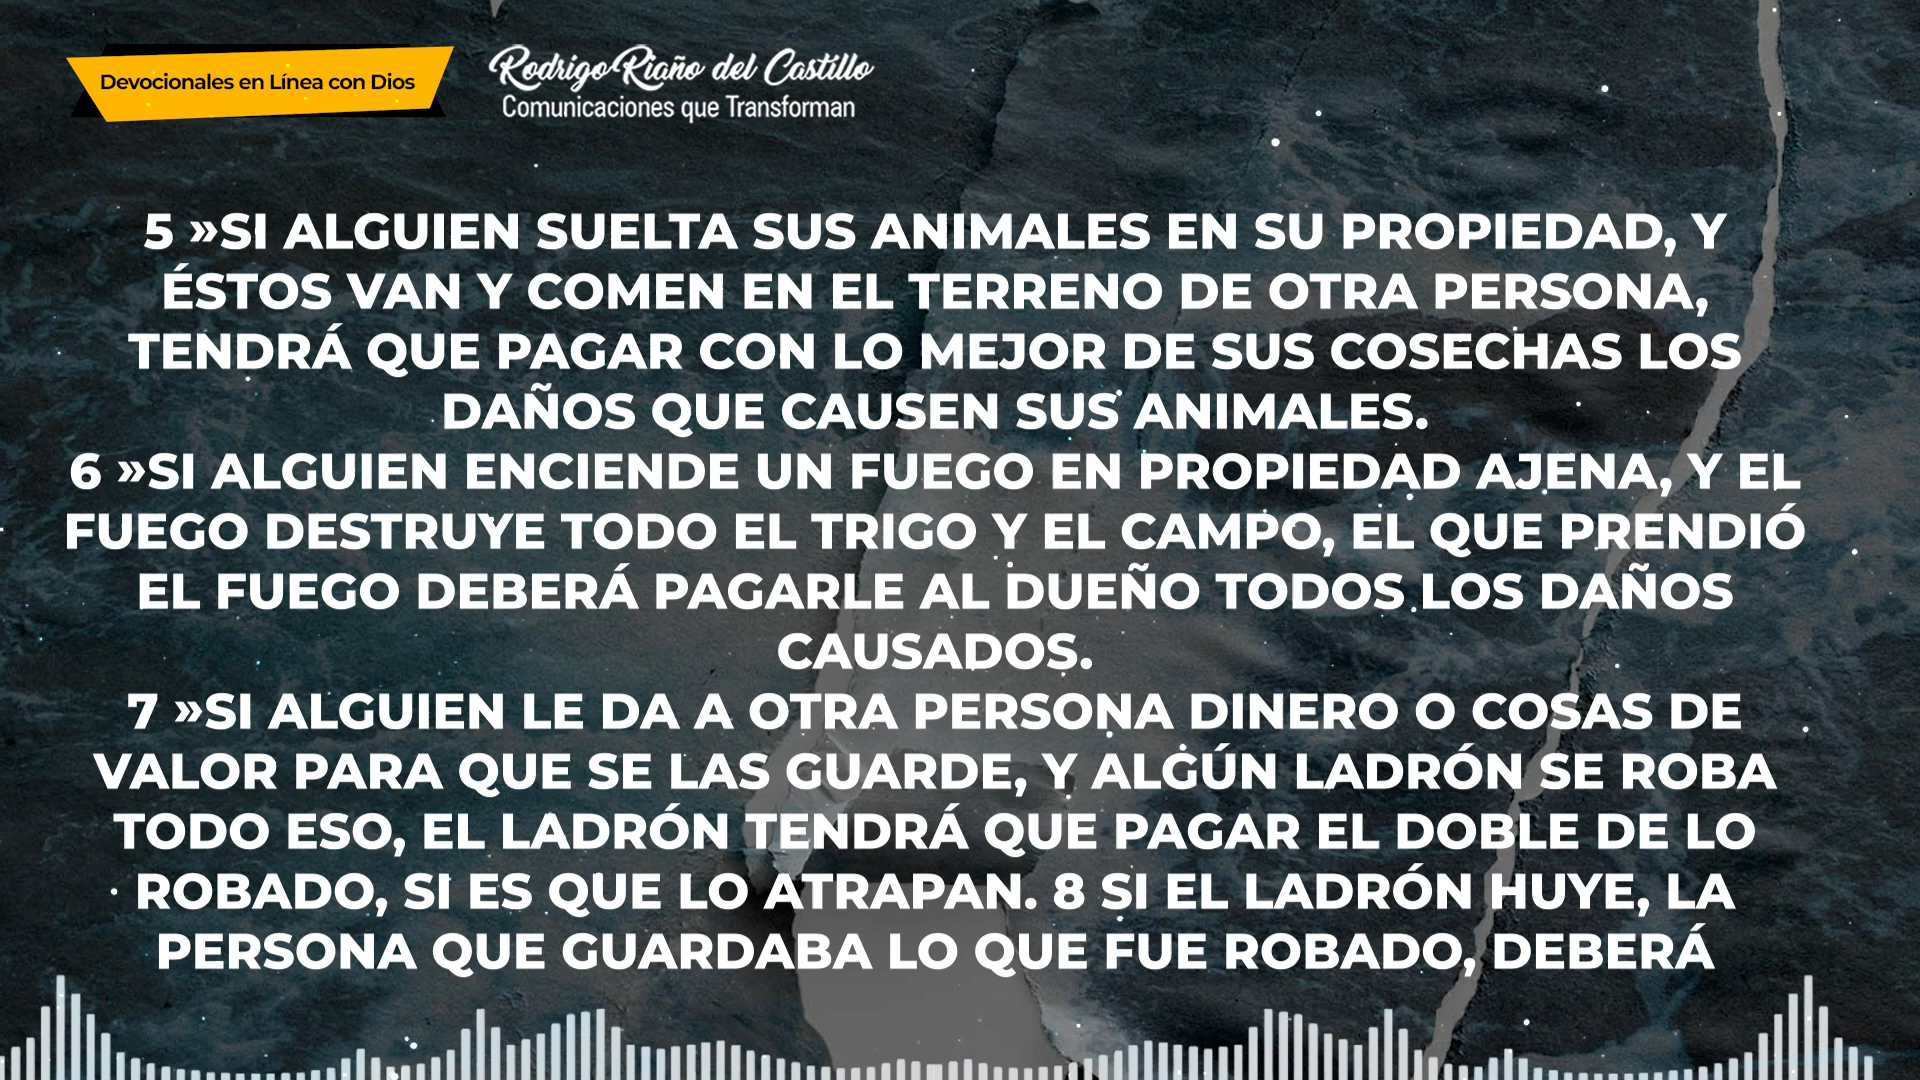 Devocionales en Línea con Dios
Rodrigo Riaño del Castillo
Comunicaciones que Transforman
5 »SI ALGUIEN SUELTA SUS ANIMALES EN SU PROPIEDAD, Y
ÉSTOS VAN Y COMEN EN EL TERRENO DE OTRA PERSONA,
TENDRÁ QUE PAGAR CON LO MEJOR DE SUS COSECHAS LOS
DAÑOS QUE CAUSEN SUS ANIMALES.
6 »SI ALGUIEN ENCIENDE UN FUEGO EN PROPIEDAD AJENA, Y EL
FUEGO DESTRUYE TODO EL TRIGO Y EL CAMPO, EL QUE PRENDIÓ
EL FUEGO DEBERÁ PAGARLE AL DUEÑO TODOS LOS DAÑOS
CAUSADOS.
7 »SI ALGUIEN LE DA A OTRA PERSONA DINERO O COSAS DE
VALOR PARA QUE SE LAS GUARDE, Y ALGÚN LADRÓN SE ROBA
TODO ESO, EL LADRÓN TENDRÁ QUE PAGAR EL DOBLE DE LO
ROBADO, SI ES QUE LO ATRAPAN. 8 SI EL LADRÓN HUYE, LA
PERSONA QUE GUARDABA LO QUE FUE ROBADO, DEBERÁ